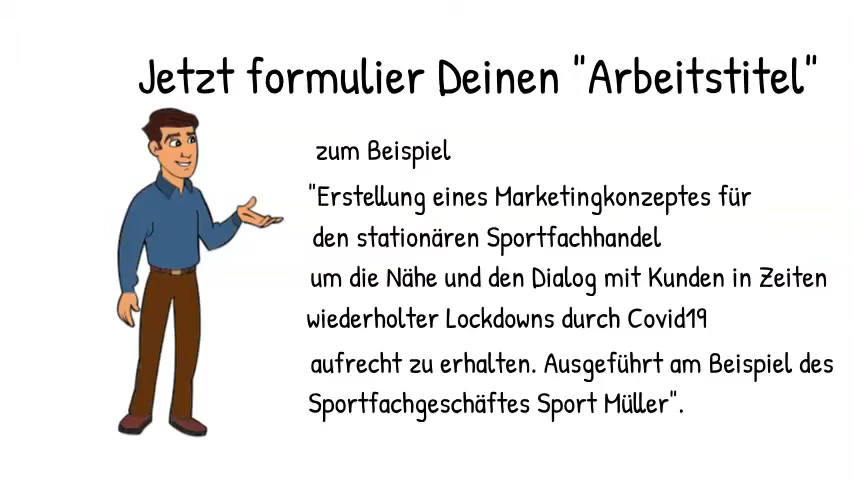 Jetzt formulier Deinen "Arbeitstitel"
zum Beispiel
"Erstellung eines Marketingkonzeptes für
den stationären Sportfachhandel
um die Nähe und den Dialog mit Kunden in Zeiten
wiederholter Lockdowns durch Covid19
aufrecht zu erhalten. Ausgeführt am Beispiel des
Sportfachgeschäftes Sport Müller".